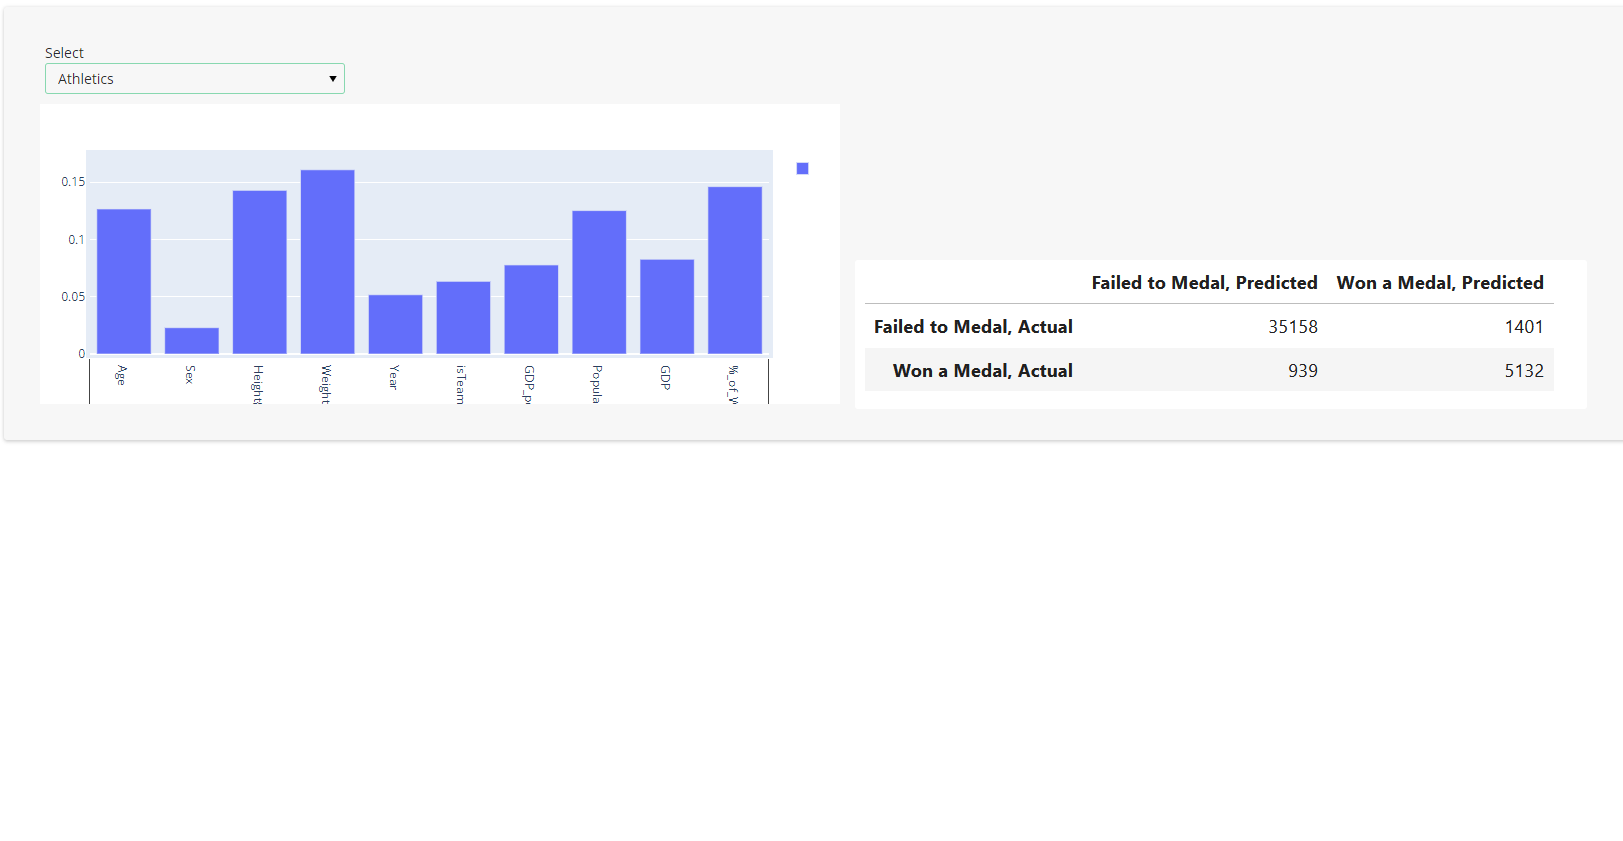 Select
Athletics
0.15
0.1
0.05
0
Age
Sex
Weight
Year
isTeam
GDP
Failed to Medal, Predicted Won a Medal, Predicted
Failed to Medal, Actual 35158 1401
Won a Medal, Actual 939 5132